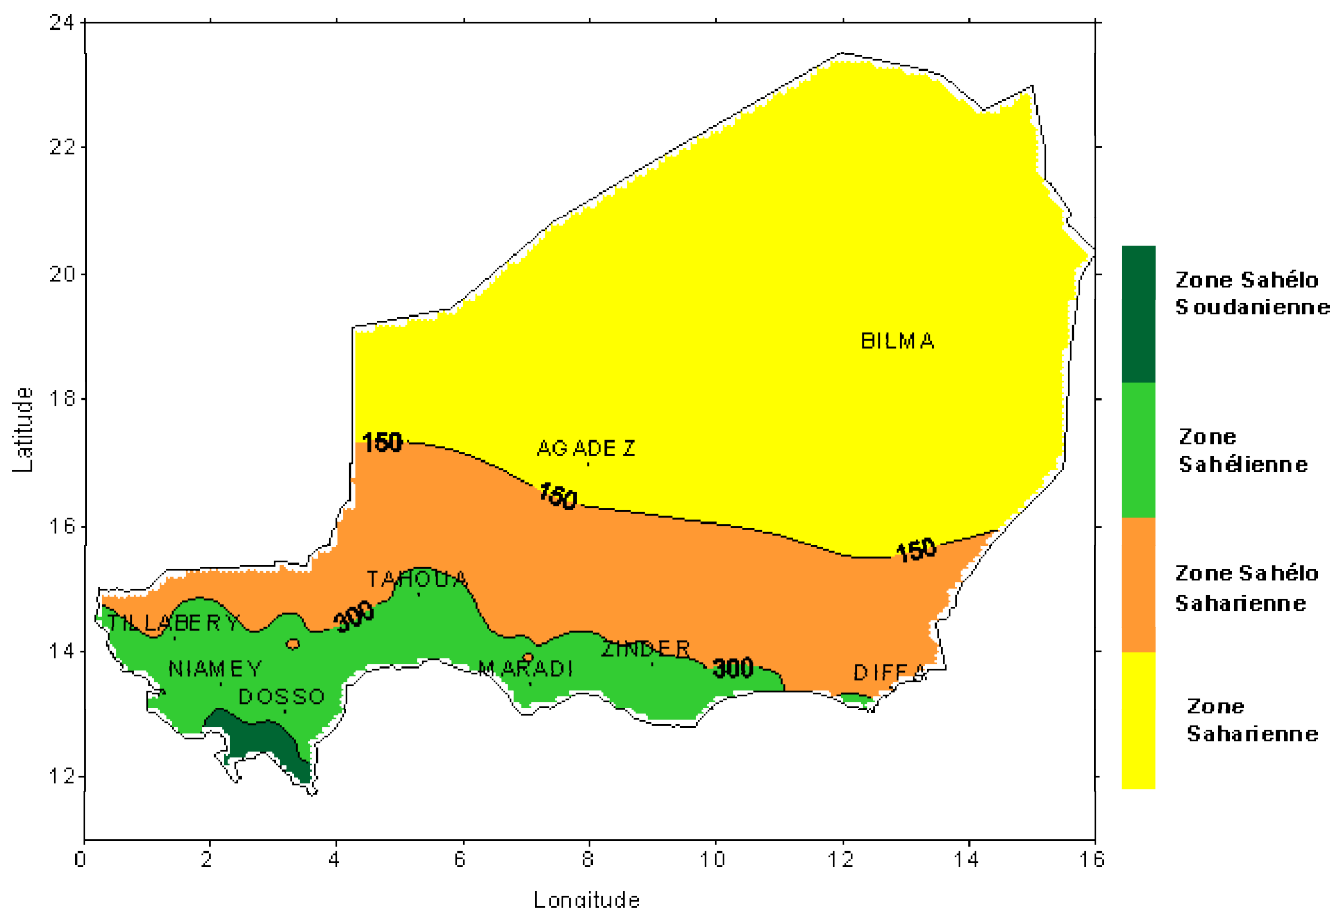 24
22
20
18
16
14
12
Latitude
0
2
4
6
8
10
12
14
16
Longitude
BILMA
AGADEZ
150
150
150
TAHOUA
300
TILLABERY
ZINDER
NIAMEY
MARADI
300
DIFFA
DOSSO
Zone Sahélo
Soudanienne
Zone
Sahélienne
Zone Sahélo
Saharienne
Zone
Saharienne